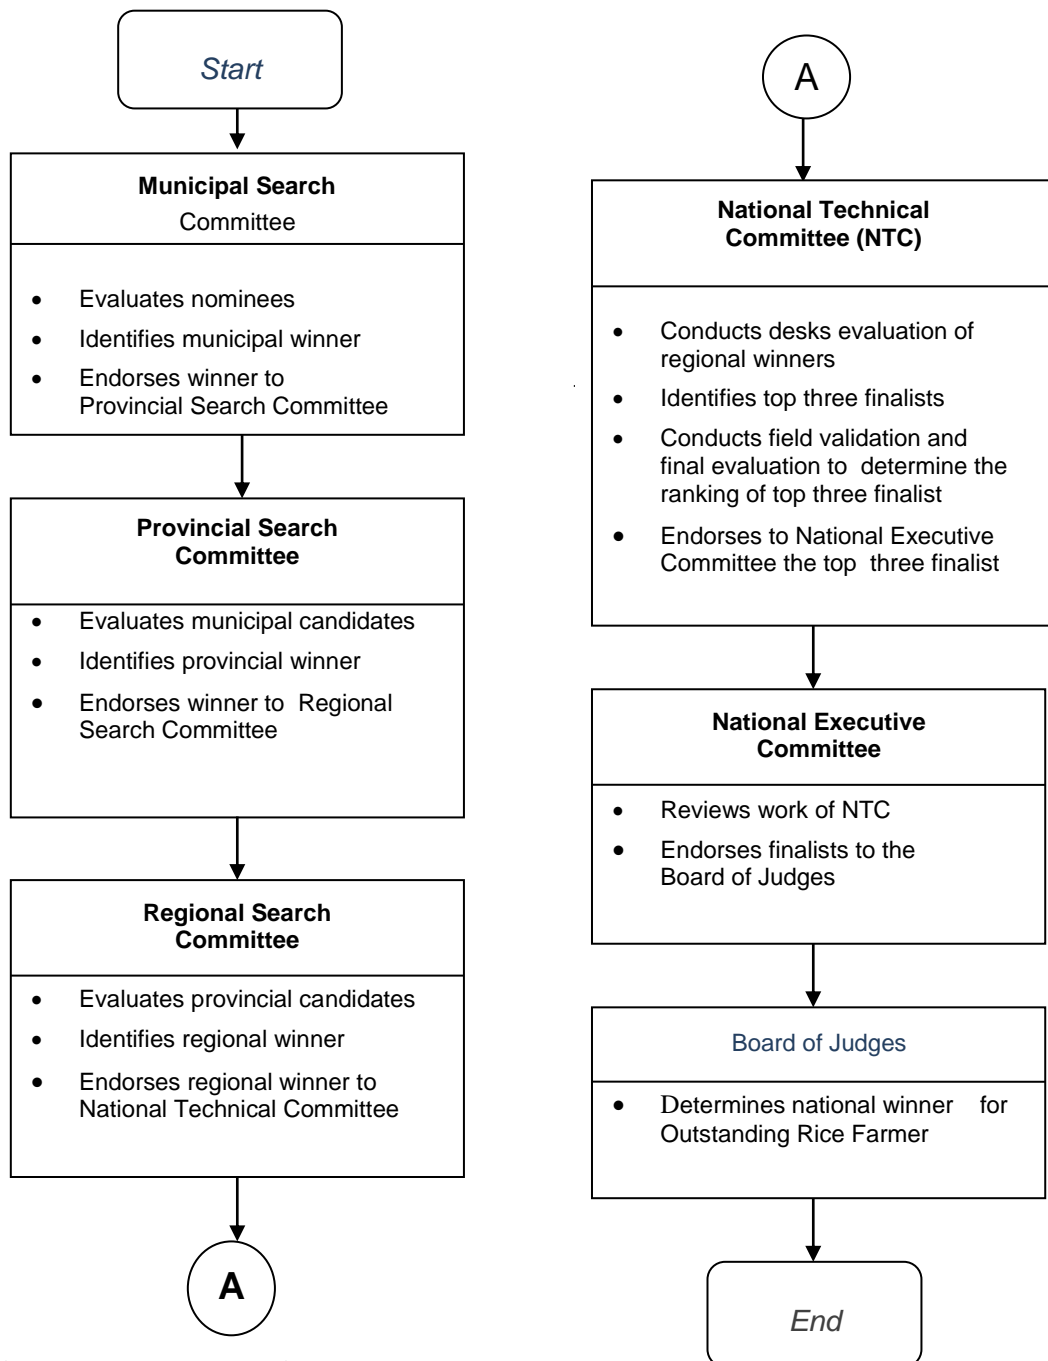 Start
Municipal Search
Committee
• Evaluates nominees
• Identifies municipal winner
• Endorses winner to
Provincial Search Committee
Provincial Search
Committee
• Evaluates municipal candidates
• Identifies provincial winner
• Endorses winner to Regional
Search Committee
Regional Search
Committee
• Evaluates provincial candidates
• Identifies regional winner
• Endorses regional winner to
National Technical Committee
A
A
National Technical
Committee (NTC)
• Conducts desks evaluation of
regional winners
• Identifies top three finalists
• Conducts field validation and
final evaluation to determine the
ranking of top three finalist
• Endorses to National Executive
Committee the top three finalist
National Executive
Committee
• Reviews work of NTC
• Endorses finalists to the
Board of Judges
Board of Judges
• Determines national winner for
Outstanding Rice Farmer
End